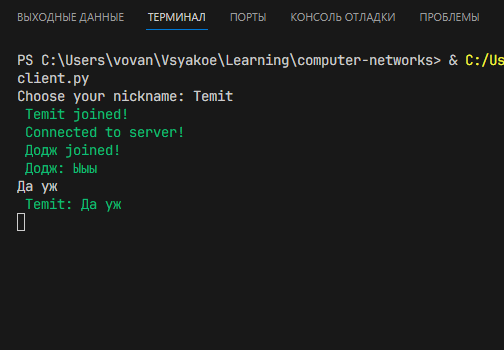 ВЫХОДНЫЕ ДАННЫЕ ТЕРМИНАЛ ПОРТЫ КОНСОЛЬ ОТЛАДКИ ПРОБЛЕМЫ
PS C:\Users\vovan\Vsyakoe\Learning\computer-networks> & C:/Us
client.py
Choose your nickname: Temit
Temit joined!
Connected to server!
Додж joined!
Додж: Ыыы
Да уж
Temit: Да уж